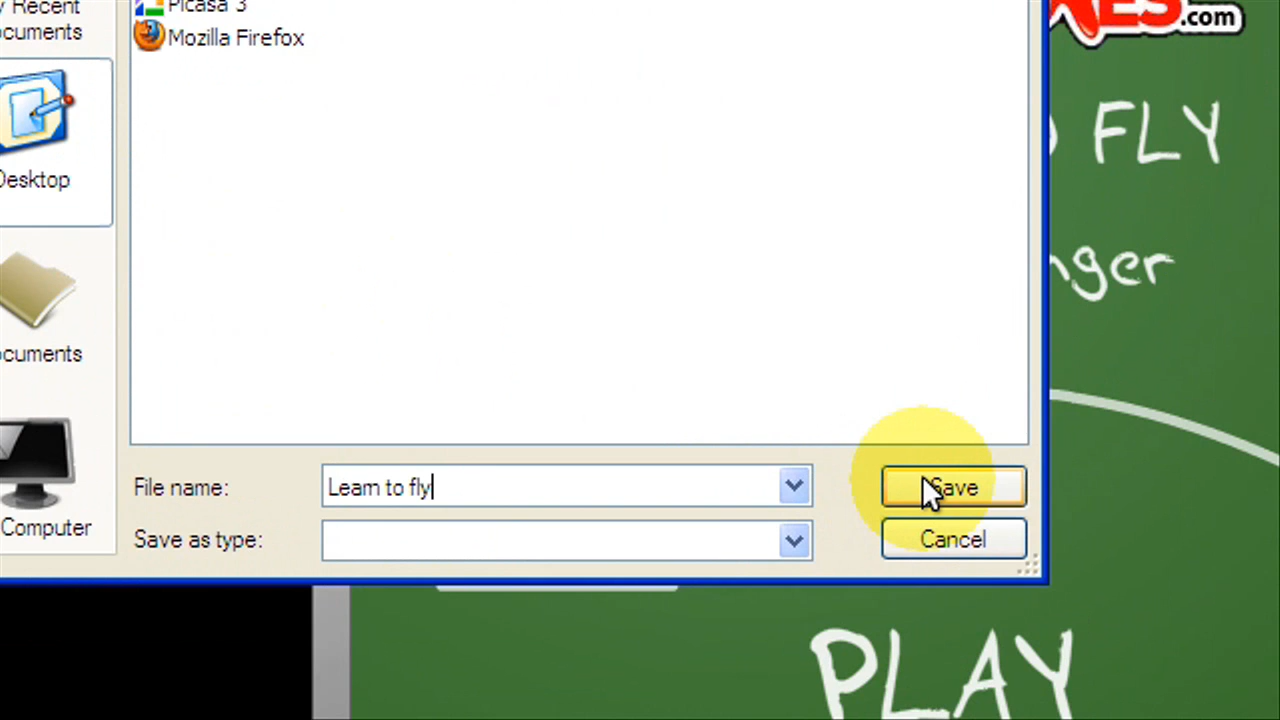 y Recent
ocuments
Picasa 3
Mozilla Firefox
.com
FLY
Desktop
nger
ocuments
File name:
Learn to fly
Save
Computer
Save as type:
Cancel
PLAY